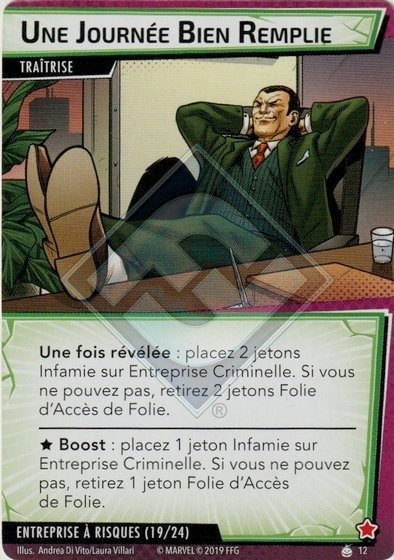 Une Journée Bien Remplie
TRAÎTRISE
Une fois révélée : placez 2 jetons
Infamie sur Entreprise Criminelle. Si vous
ne pouvez pas, retirez 2 jetons Folie
d'Accès de Folie.
®
★ Boost : placez 1 jeton Infamie sur
Entreprise Criminelle. Si vous ne pouvez
pas, retirez 1 jeton Folie d'Accès
de Folie.
ENTREPRISE À RISQUES (19/24)
Illus. Andrea Di Vito/Laura Villari © MARVEL © 2019 FFG 12